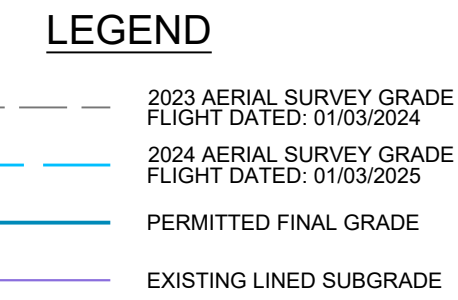 LEGEND
2023 AERIAL SURVEY GRADE
FLIGHT DATED: 01/03/2024
2024 AERIAL SURVEY GRADE
FLIGHT DATED: 01/03/2025
PERMITTED FINAL GRADE
EXISTING LINED SUBGRADE